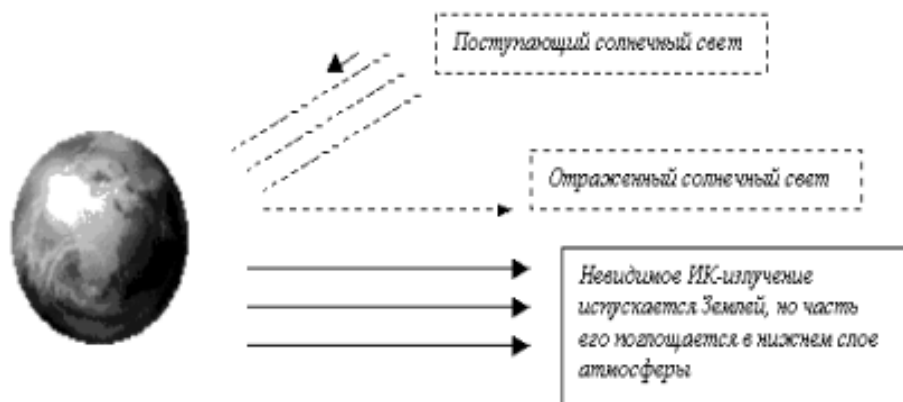 Поступающий солнечный свет
Отраженный солнечный свет
Невидимое ИК-излучение
испускается Землей, но часть
его поглощается в нижнем слое
атмосферы